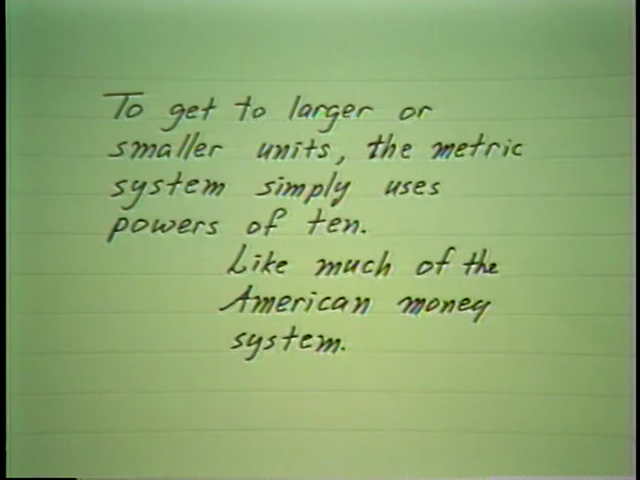 To get to larger or
smaller units, the metric
system simply uses
powers of ten.
Like much of the
American money
system.